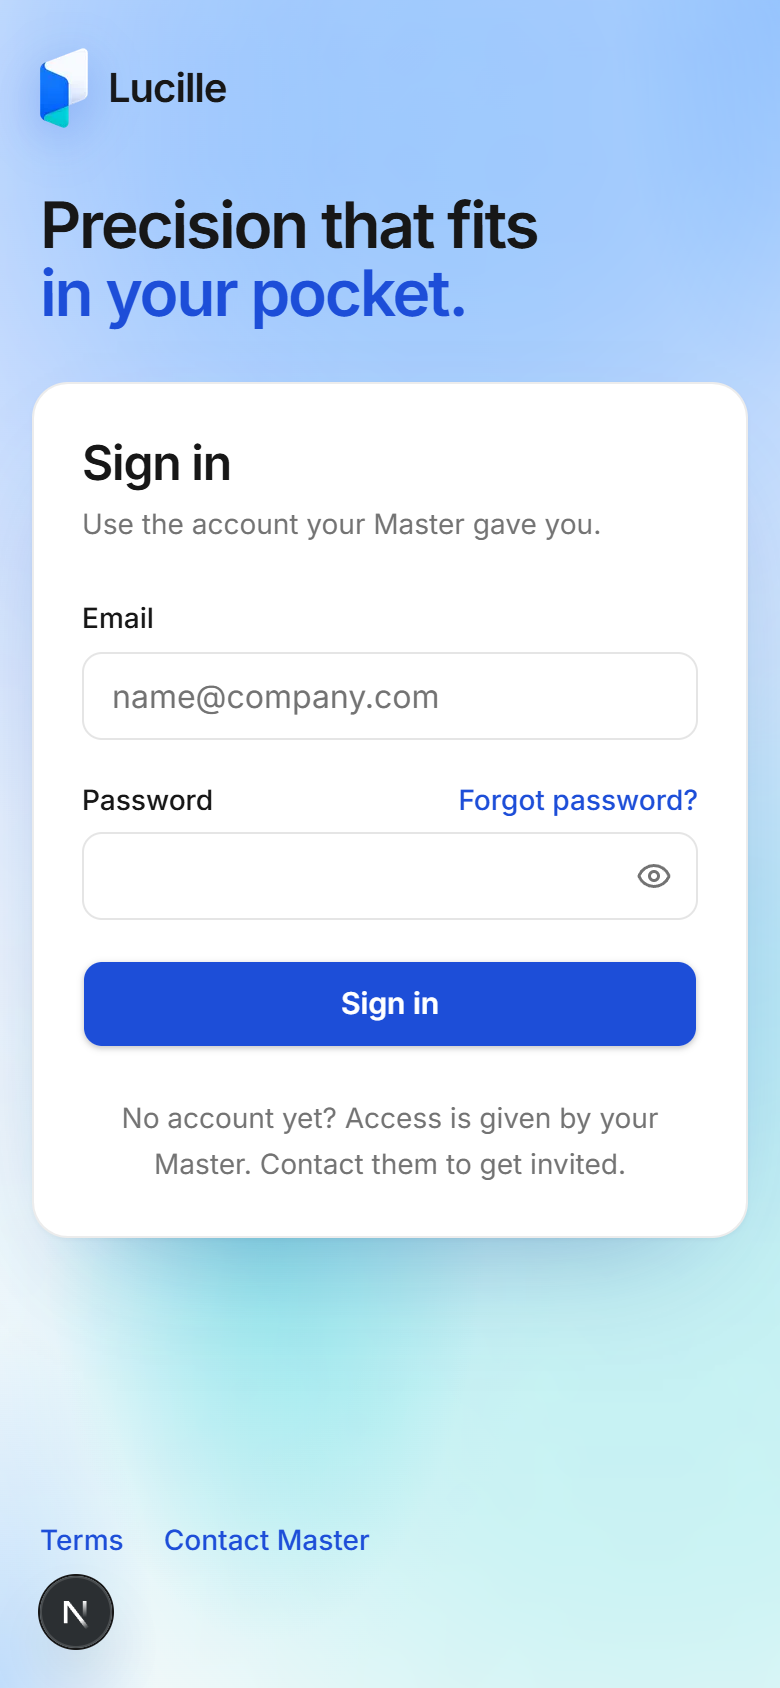 Lucille
Precision that fits
in your pocket.
Sign in
Use the account your Master gave you.
Email
name@company.com
Password
Forgot password?
Sign in
No account yet? Access is given by your
Master. Contact them to get invited.
Terms
Contact Master
N